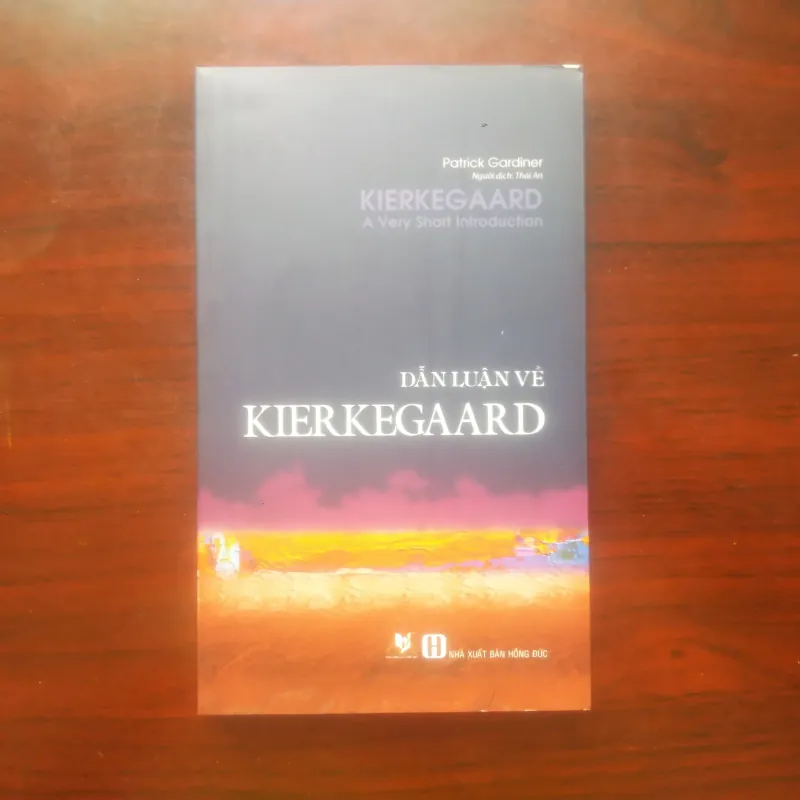 Patrick Gardiner
Người dịch: Thái An
KIERKEGAARD
A Very Short Introduction
DẪN LUẬN VỀ
KIERKEGAARD
NHÀ XUẤT BẢN HỒNG ĐỨC